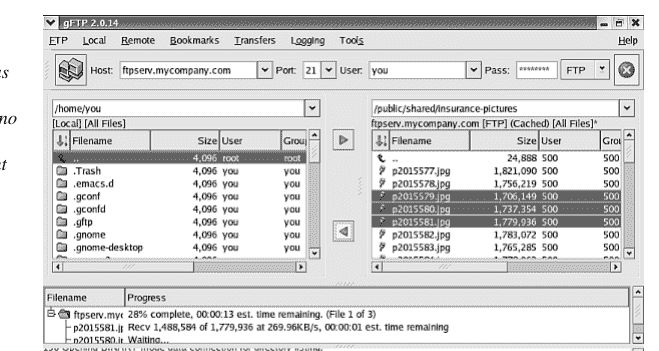 gFTP 2.0.14
FTP Local Remote Bookmarks Transfers Logging Tools Help
Host: ftpserv.mycompany.com Port: 21 User: you Pass: ******** FTP
as
no
/home/you
[Local] [All Files]
Filename Size User Group
.. 4,096 root root
.Trash 4,096 you you
.emacs.d 4,096 you you
.gconf 4,096 you you
.gconfd 4,096 you you
.gftp 4,096 you you
.gnome 4,096 you you
.gnome-desktop 4,096 you you
/public/shared/insurance-pictures
ftpserv.mycompany.com [FTP] (Cached) [All Files]*
Filename Size User Grou
.. 24,888 500 500
p2015577.jpg 1,821,090 500 500
p2015578.jpg 1,756,219 500 500
p2015579.jpg 1,706,149 500 500
p2015580.jpg 1,737,354 500 500
p2015581.jpg 1,779,936 500 500
p2015582.jpg 1,783,072 500 500
p2015583.jpg 1,765,285 500 500
Filename Progress
ftpserv.myc 28% complete, 00:00:13 est. time remaining. (File 1 of 3)
p2015581.j Recv 1,488,584 of 1,779,936 at 269.96KB/s, 00:00:01 est. time remaining
p2015580.j Waiting...